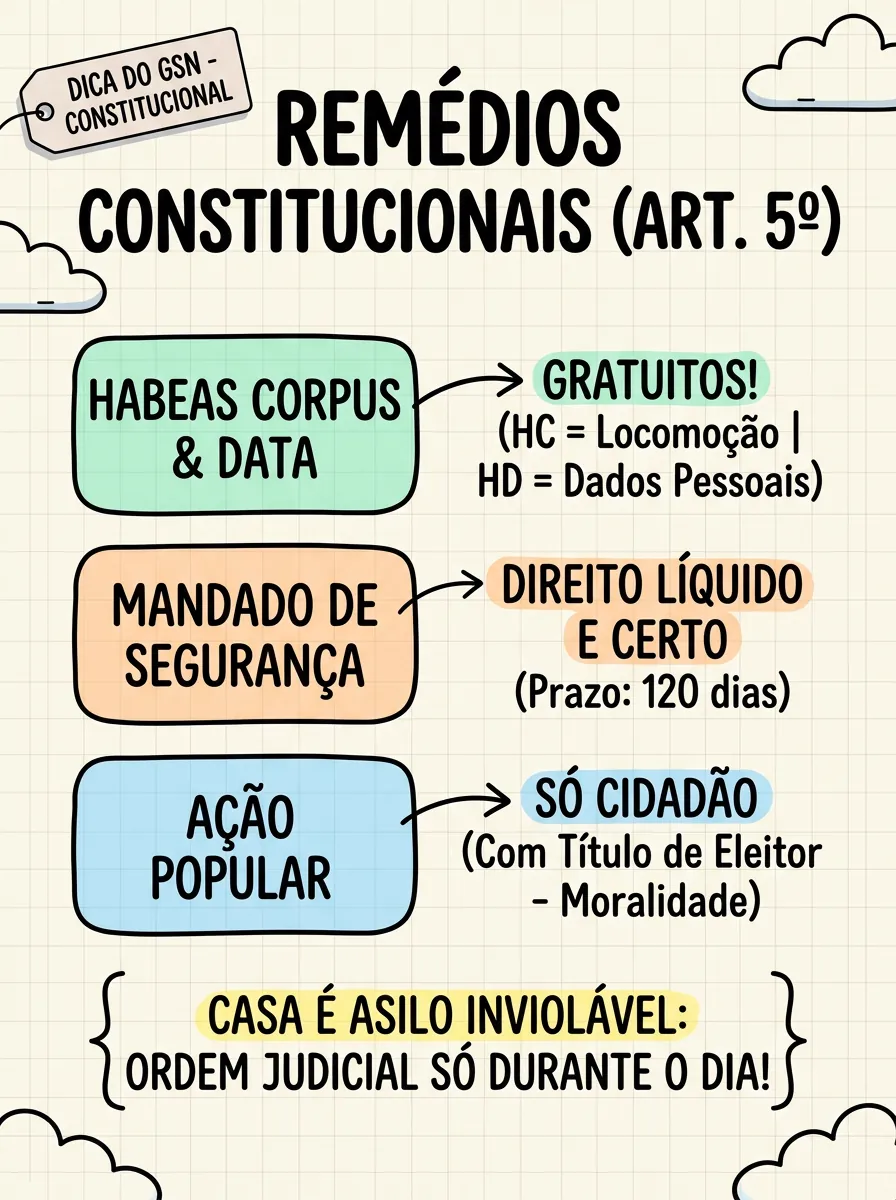 DICA DO GSN -
CONSTITUCIONAL
REMÉDIOS
CONSTITUCIONAIS (ART. 5º)
HABEAS CORPUS
& DATA
GRATUITOS!
(HC = Locomoção |
HD = Dados Pessoais)
MANDADO DE
SEGURANÇA
DIREITO LÍQUIDO
E CERTO
(Prazo: 120 dias)
AÇÃO
POPULAR
SÓ CIDADÃO
(Com Título de Eleitor
- Moralidade)
CASA É ASILO INVIOLÁVEL:
ORDEM JUDICIAL SÓ DURANTE O DIA!